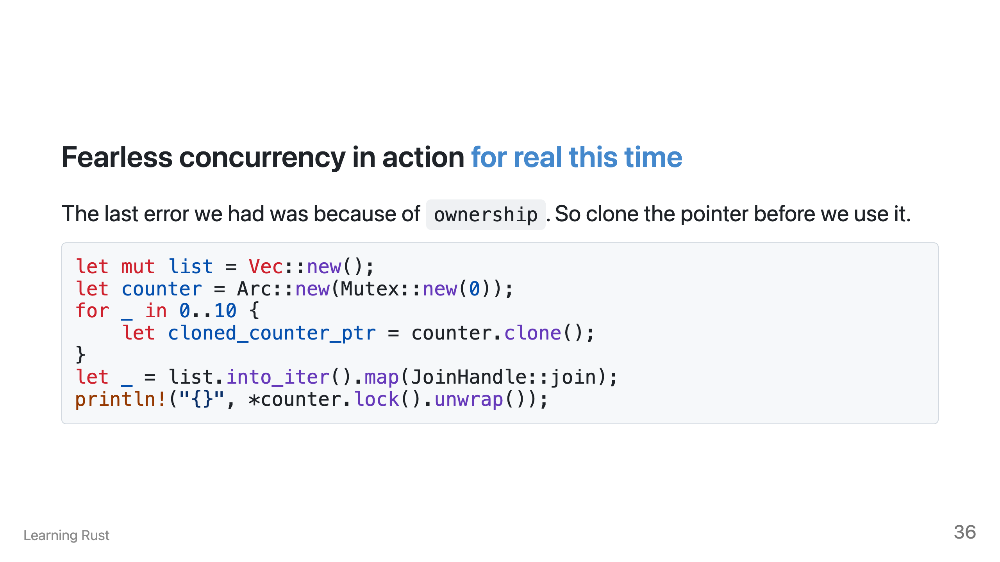 Fearless concurrency in action for real this time
The last error we had was because of ownership. So clone the pointer before we use it.
let mut list = Vec::new();
let counter = Arc::new(Mutex::new(0));
for _ in 0..10 {
    let cloned_counter_ptr = counter.clone();
}
let _ = list.into_iter().map(JoinHandle::join);
println!("{}", *counter.lock().unwrap());
Learning Rust
36